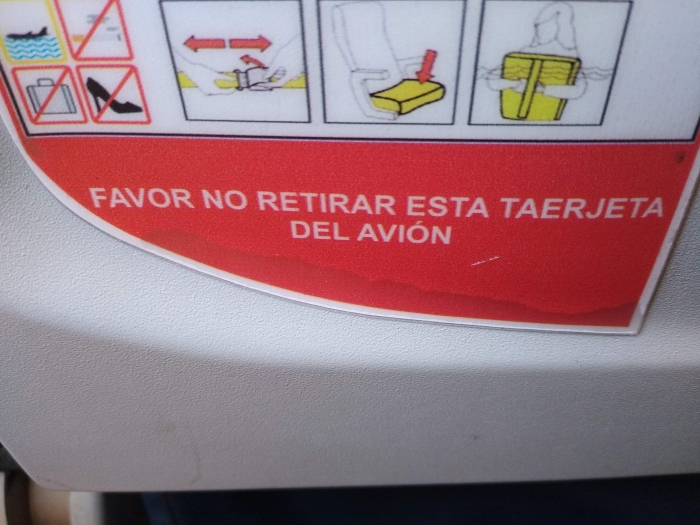 FAVOR NO RETIRAR ESTA TAERJETA
DEL AVIÓN